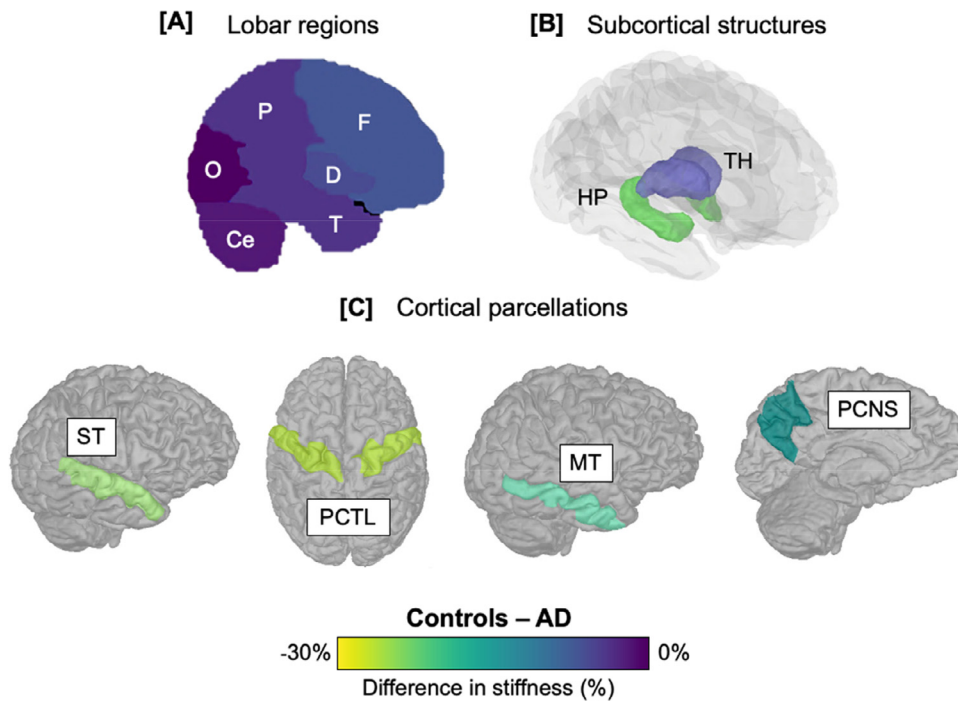 [A] Lobar regions
[B] Subcortical structures
P
F
O
D
T
Ce
TH
HP
[C] Cortical parcellations
ST
PCTL
MT
PCNS
Controls – AD
-30%
0%
Difference in stiffness (%)